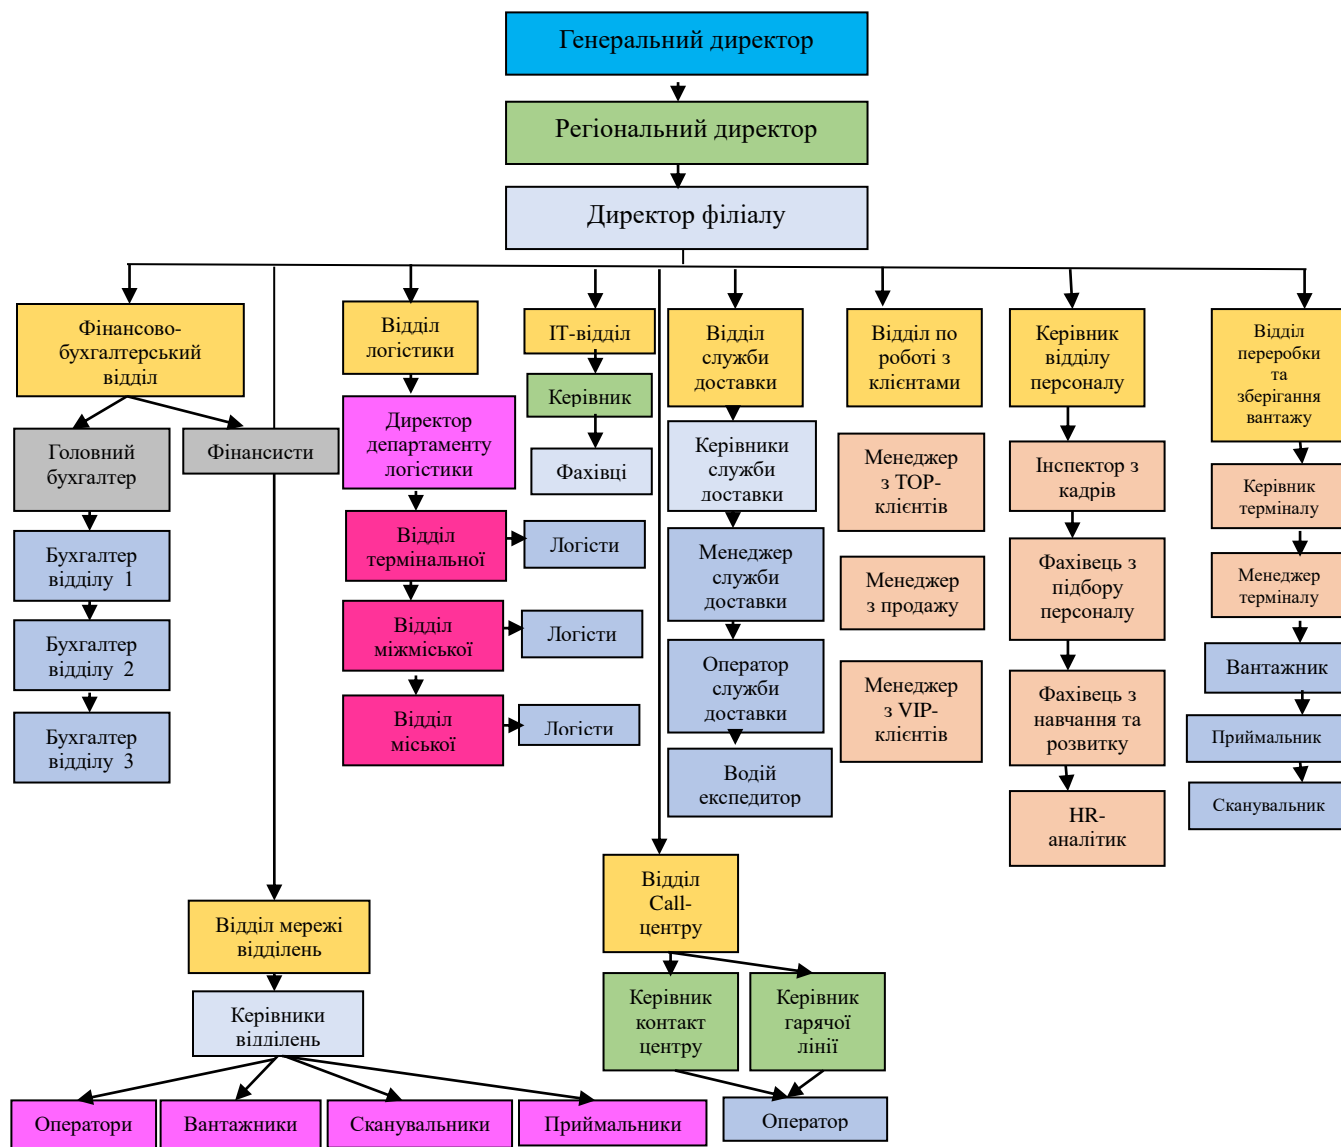 Генеральний директор
Регіональний директор
Директор філіалу
Фінансово-
бухгалтерський
відділ
Головний
бухгалтер
Фінансисти
Бухгалтер
відділу 1
Бухгалтер
відділу 2
Бухгалтер
відділу 3
Відділ
логістики
Директор
департаменту
логістики
Відділ
термінальної
Логісти
Відділ
міжміської
Логісти
Відділ
міської
Логісти
ІТ-відділ
Керівник
Фахівці
Відділ
служби
доставки
Керівники
служби
доставки
Менеджер
служби
доставки
Оператор
служби
доставки
Водій
експедитор
Відділ по
роботі з
клієнтами
Менеджер
з ТОР-
клієнтів
Менеджер
з продажу
Менеджер
з VIP-
клієнтів
Керівник
відділу
персоналу
Інспектор з
кадрів
Фахівець з
підбору
персоналу
Фахівець з
навчання та
розвитку
HR-
аналітик
Відділ
переробки
та
зберігання
вантажу
Керівник
терміналу
Менеджер
терміналу
Вантажник
Приймальник
Сканувальник
Відділ мережі
відділень
Керівники
відділень
Оператори
Вантажники
Сканувальники
Приймальники
Відділ
Call-
центру
Керівник
контакт
центру
Керівник
гарячої
лінії
Оператор